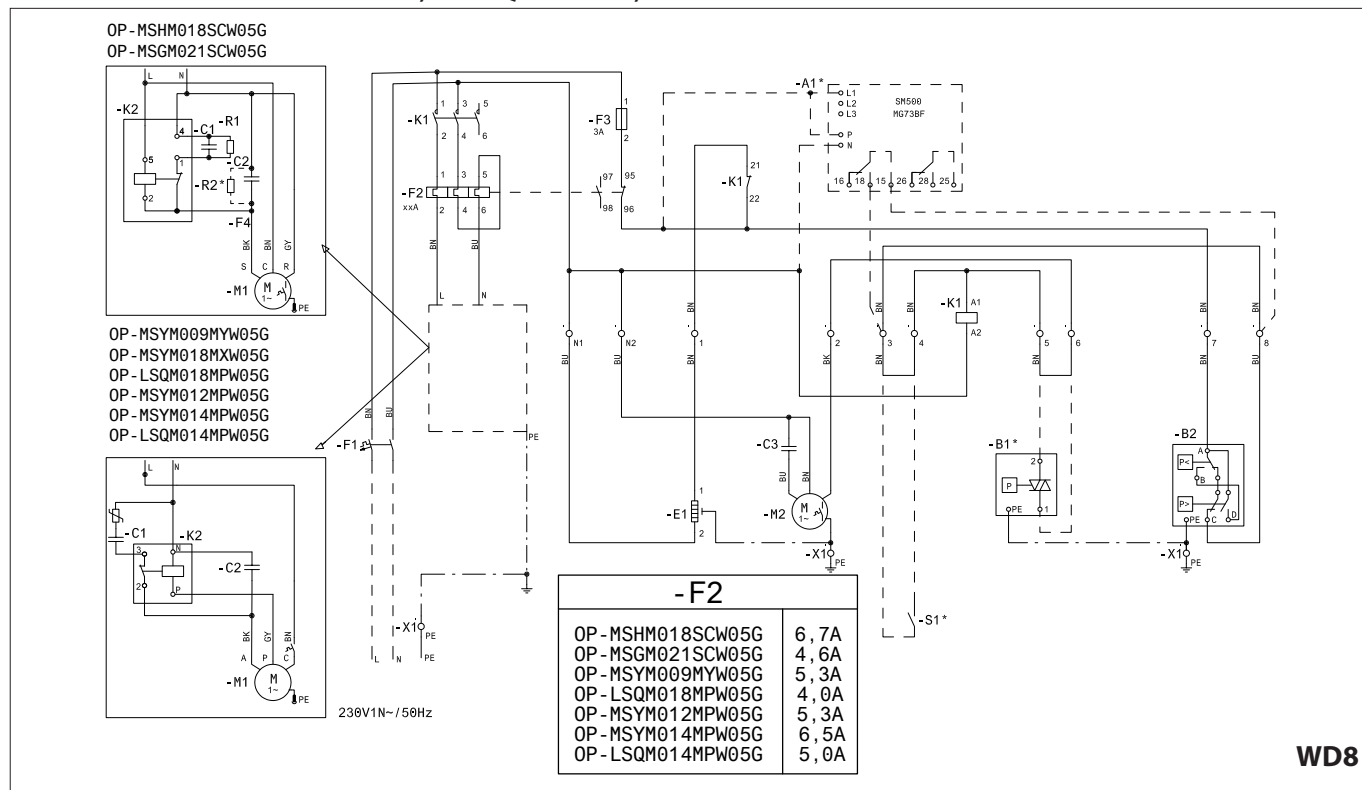 OP-MSHM018SCW05G
OP-MSGM021SCW05G
L N
-K2
-C1
-R1
4
-C2
5
1
-R2*
2
-F4
BK BN GY
S C R
-M1
M
1~
PE
OP-MSYM009MYW05G
OP-MSYM018MXW05G
OP-LSQM018MPW05G
OP-MSYM012MPW05G
OP-MSYM014MPW05G
OP-LSQM014MPW05G
L N
-C1
-K2
3
N
-C2
2
P
BK GY BN
A P C
-M1
M
1~
PE
230V1N~/50Hz
-K1
1 3 5
2 4 6
-F3
3A
1
2
-F2
xxA
1 3 5
2 4 6
97 95
98 96
BN BU
L N
PE
BN BU
-F1
-X1
PE
L N PE
-K1
21
22
-A1*
L1
L2
L3
P
N
SM500
MG73BF
16 18 15 26 28 25
BN BN BN BN BN BN BN BN
N1 N2 1 2 3 4 5 6 7 8
BU BU BN BK BN BN BN BU
-K1
A1
A2
-C3
BU BN
-E1
1
2
-M2
M
1~
-X1
PE
-B1*
2
P
PE
1
-S1*
-B2
A
P<
B
P>
D
PE C
-X1
PE
-F2
OP-MSHM018SCW05G 6,7A
OP-MSGM021SCW05G 4,6A
OP-MSYM009MYW05G 5,3A
OP-LSQM018MPW05G 4,0A
OP-MSYM012MPW05G 5,3A
OP-MSYM014MPW05G 6,5A
OP-LSQM014MPW05G 5,0A
WD8